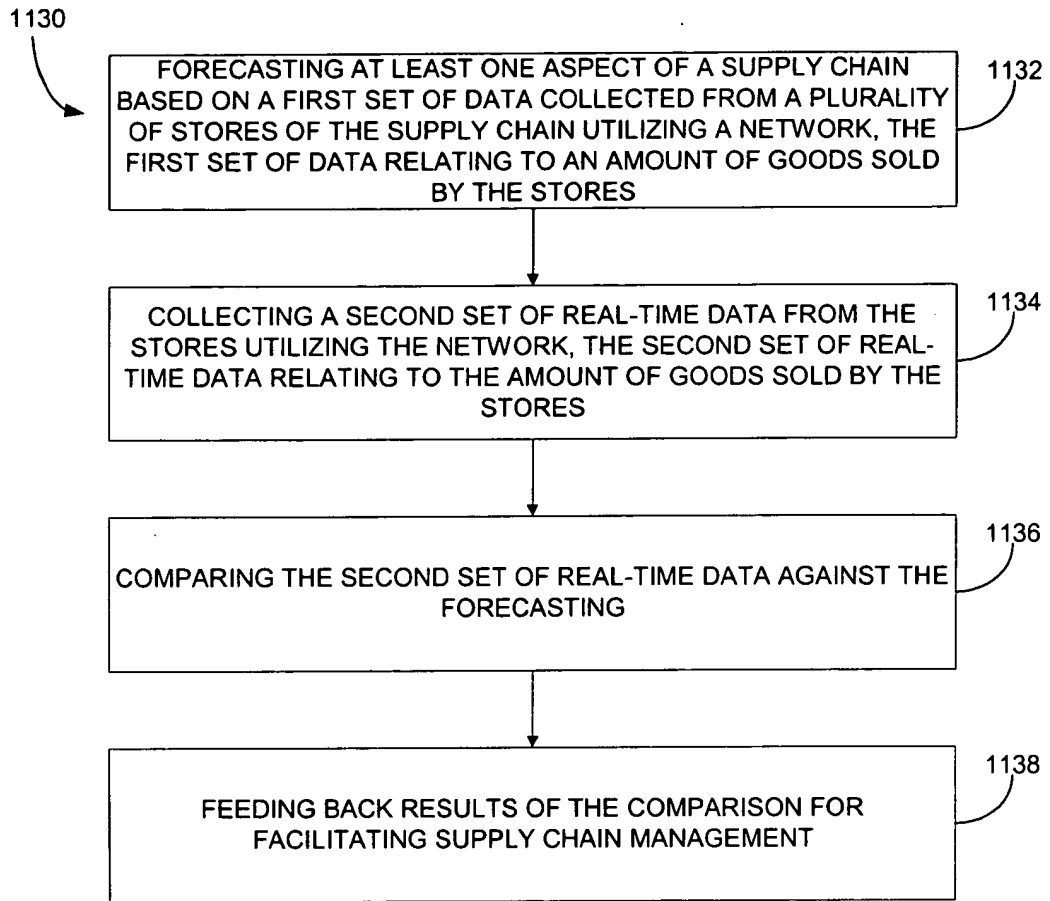 1130
FORECASTING AT LEAST ONE ASPECT OF A SUPPLY CHAIN
BASED ON A FIRST SET OF DATA COLLECTED FROM A PLURALITY
OF STORES OF THE SUPPLY CHAIN UTILIZING A NETWORK, THE
FIRST SET OF DATA RELATING TO AN AMOUNT OF GOODS SOLD
BY THE STORES
1132
COLLECTING A SECOND SET OF REAL-TIME DATA FROM THE
STORES UTILIZING THE NETWORK, THE SECOND SET OF REAL-
TIME DATA RELATING TO THE AMOUNT OF GOODS SOLD BY THE
STORES
1134
COMPARING THE SECOND SET OF REAL-TIME DATA AGAINST THE
FORECASTING
1136
FEEDING BACK RESULTS OF THE COMPARISON FOR
FACILITATING SUPPLY CHAIN MANAGEMENT
1138